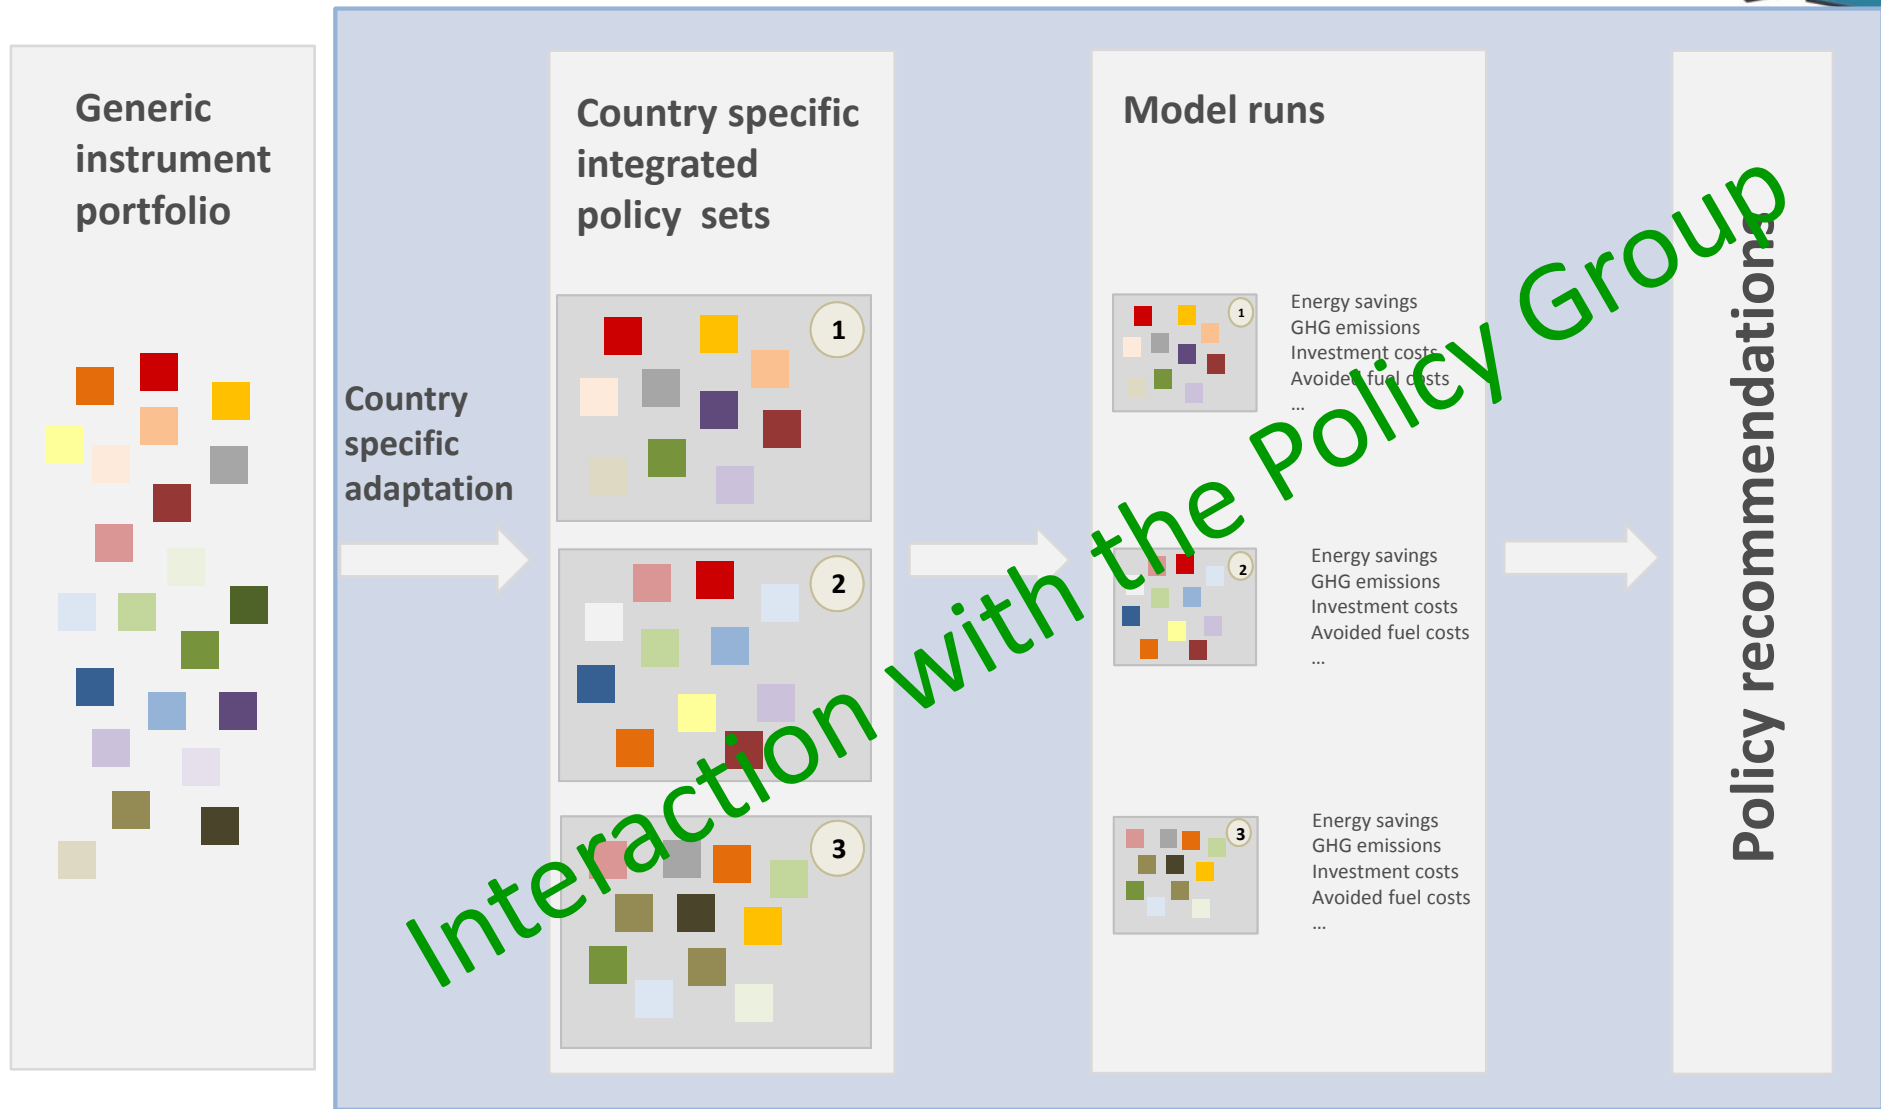 Generic
instrument
portfolio
Country
specific
adaptation
Country specific
integrated
policy sets
1
2
3
Model runs
1
Energy savings
GHG emissions
Investment costs
Avoided fuel costs
...
2
Energy savings
GHG emissions
Investment costs
Avoided fuel costs
...
3
Energy savings
GHG emissions
Investment costs
Avoided fuel costs
...
Policy recommendations
Interaction with the Policy Group